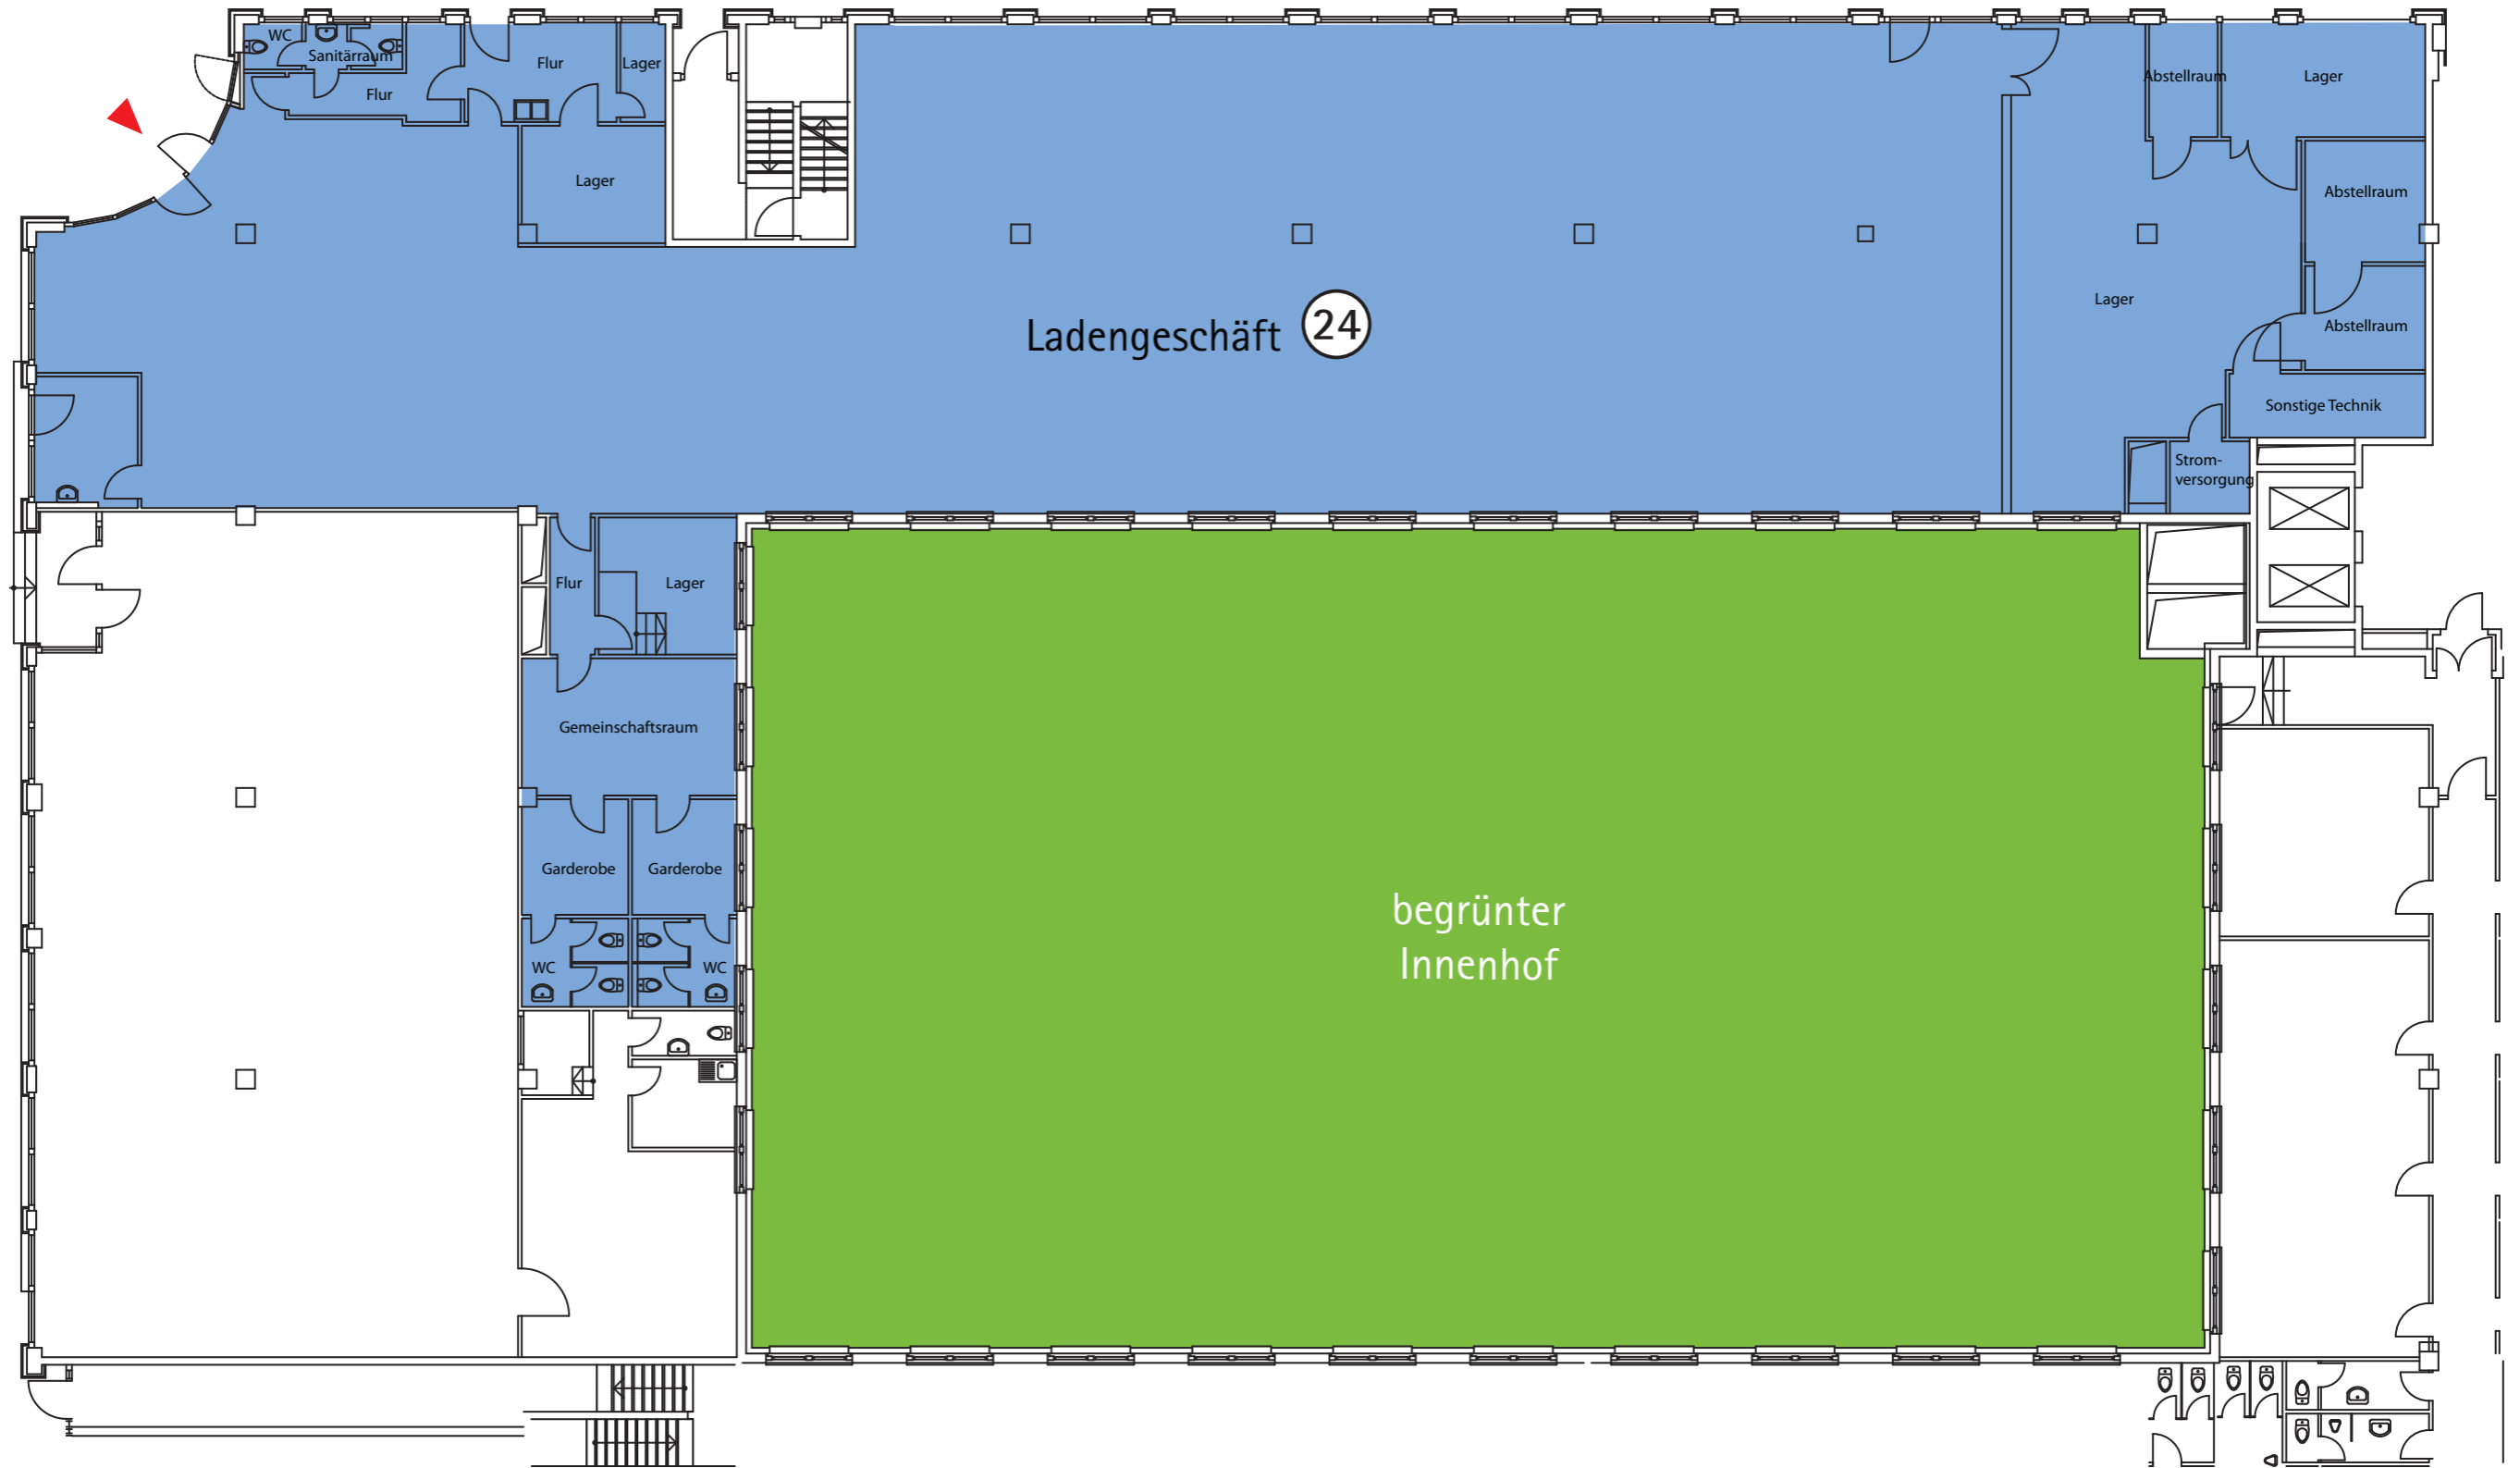 WC
Sanitärraum
Flur
Lager
Flur
Abstellraum
Lager
Lager
Abstellraum
Lager
Ladengeschäft 24
Abstellraum
Sonstige Technik
Strom-
versorgung
Flur
Lager
Gemeinschaftsraum
Garderobe
Garderobe
WC
WC
begrünter
Innenhof